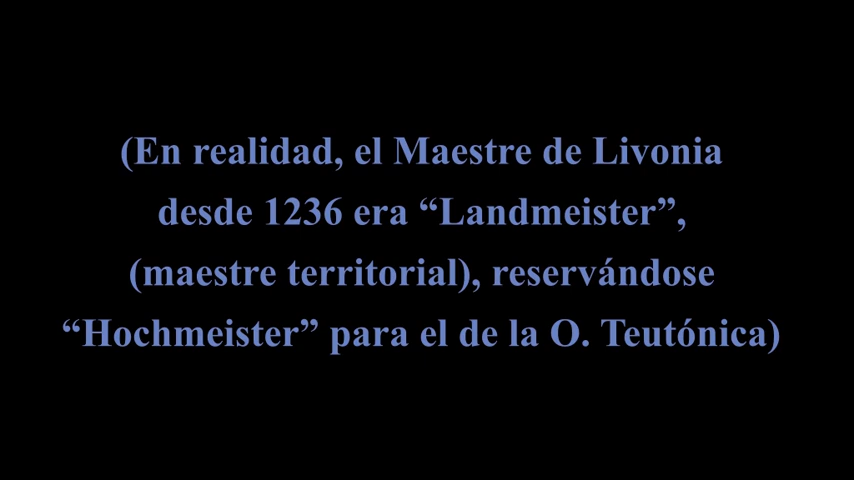 (En realidad, el Maestre de Livonia
desde 1236 era “Landmeister”,
(maestre territorial), reservándose
“Hochmeister” para el de la O. Teutónica)